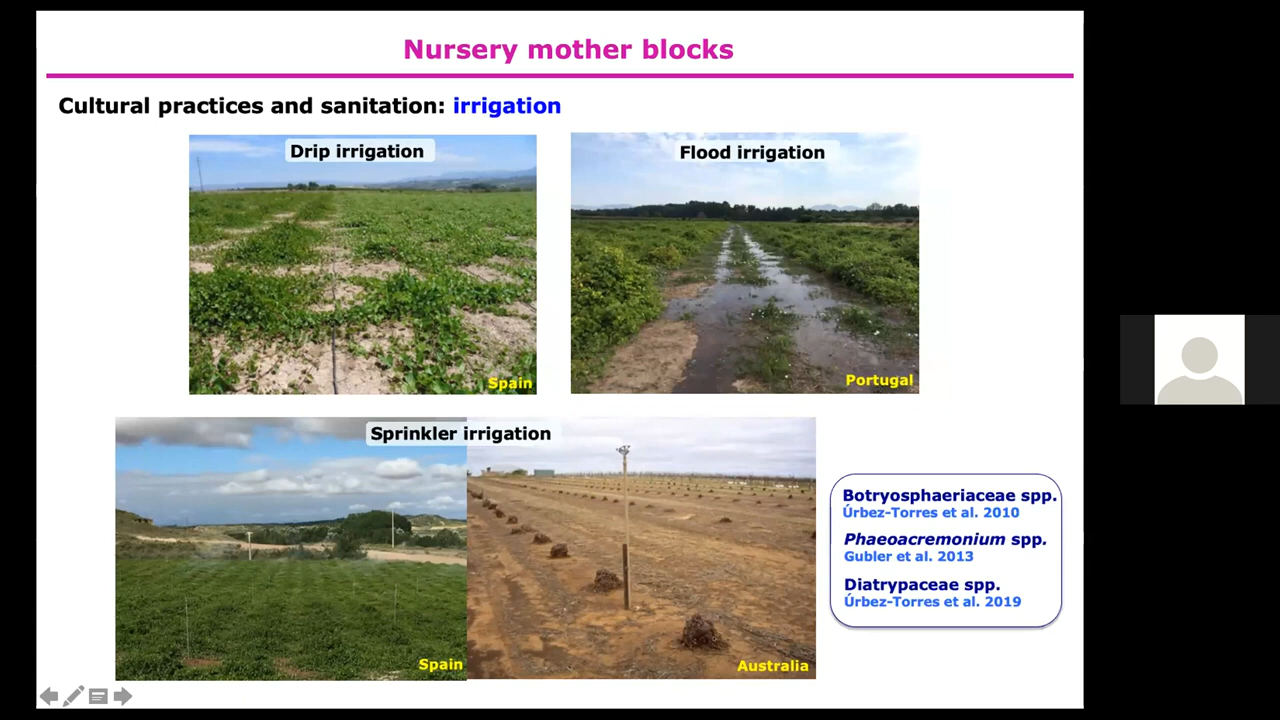 Nursery mother blocks
Cultural practices and sanitation: irrigation
Drip irrigation
Flood irrigation
Spain
Portugal
Sprinkler irrigation
Spain
Australia
Botryosphaeriaceae spp.
Úrbez-Torres et al. 2010
Phaeoacremonium spp.
Gubler et al. 2013
Diatrypaceae spp.
Úrbez-Torres et al. 2019